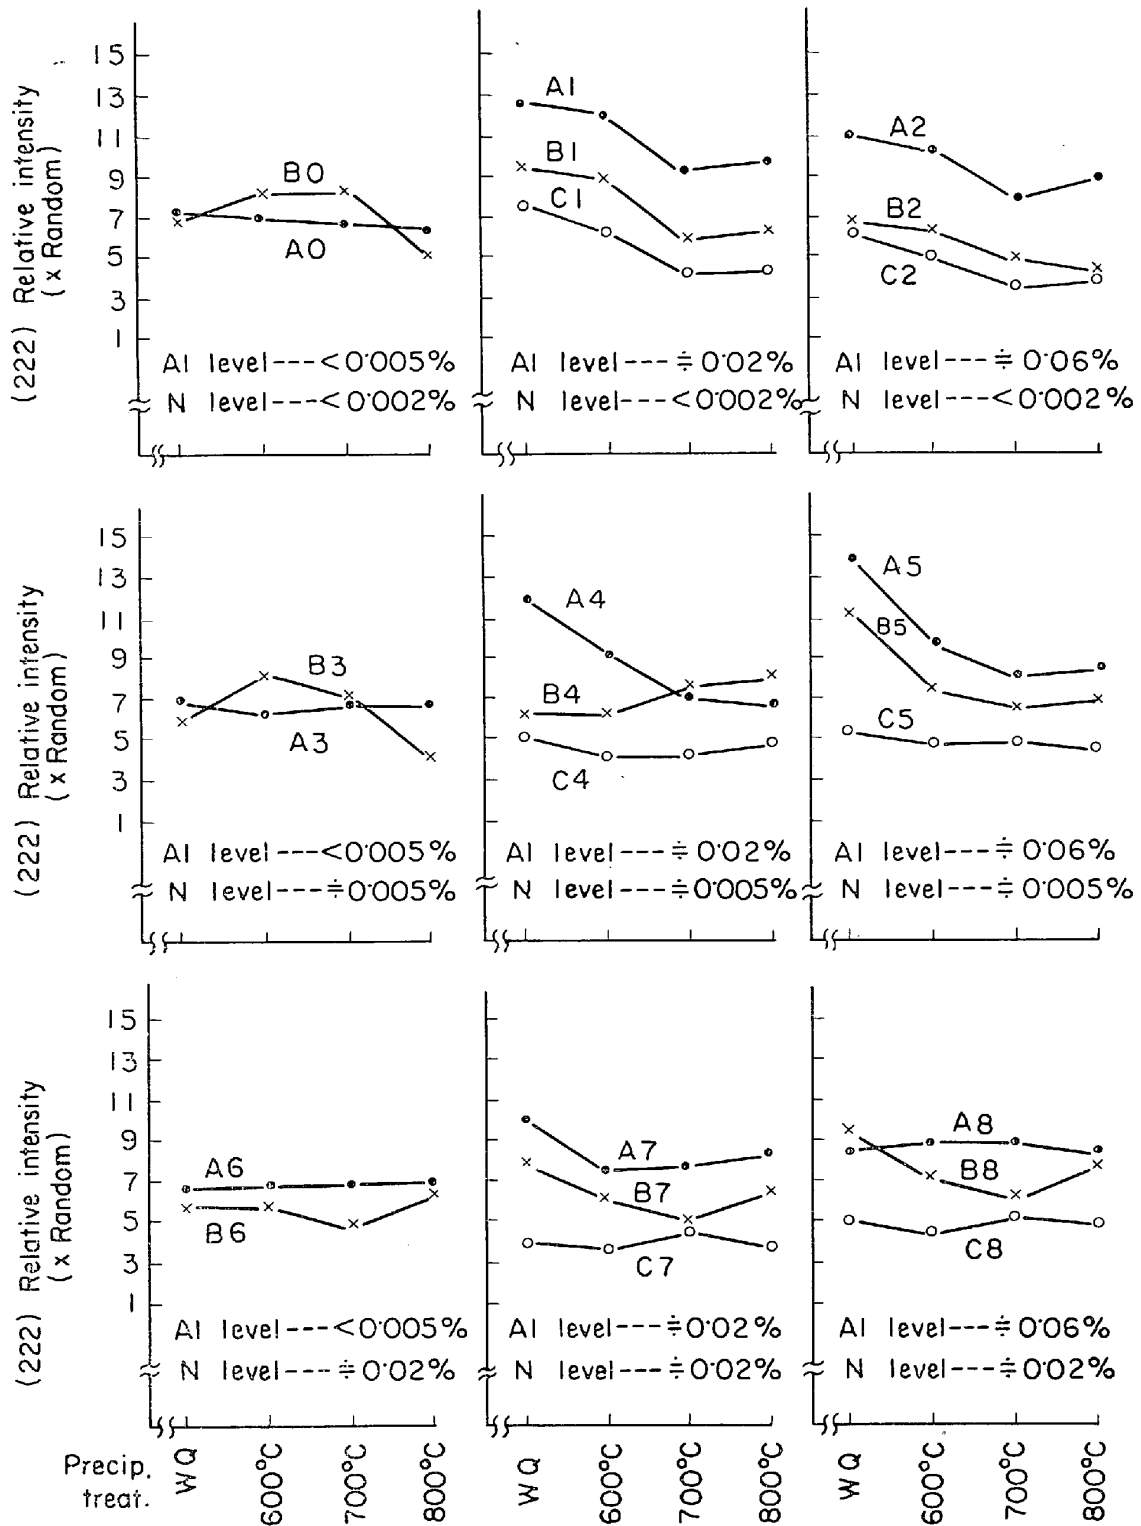 (222) Relative intensity
(x Random)
15
13
11
9
7
5
3
1
B0
A0
Al level---<0·005%
N level---<0·002%
A1
B1
C1
Al level---≑0·02%
N level---<0·002%
A2
B2
C2
Al level---≑0·06%
N level---<0·002%
(222) Relative intensity
(x Random)
15
13
11
9
7
5
3
1
B3
A3
Al level---<0·005%
N level---≑0·005%
A4
B4
C4
Al level---≑0·02%
N level---≑0·005%
A5
B5
C5
Al level---≑0·06%
N level---≑0·005%
(222) Relative intensity
(x Random)
15
13
11
9
7
5
3
1
A6
B6
Al level---<0·005%
N level---≑0·02%
A7
B7
C7
Al level---≑0·02%
N level---≑0·02%
A8
B8
C8
Al level---≑0·06%
N level---≑0·02%
Precip.
treat.
WQ
600°C
700°C
800°C
WQ
600°C
700°C
800°C
WQ
600°C
700°C
800°C